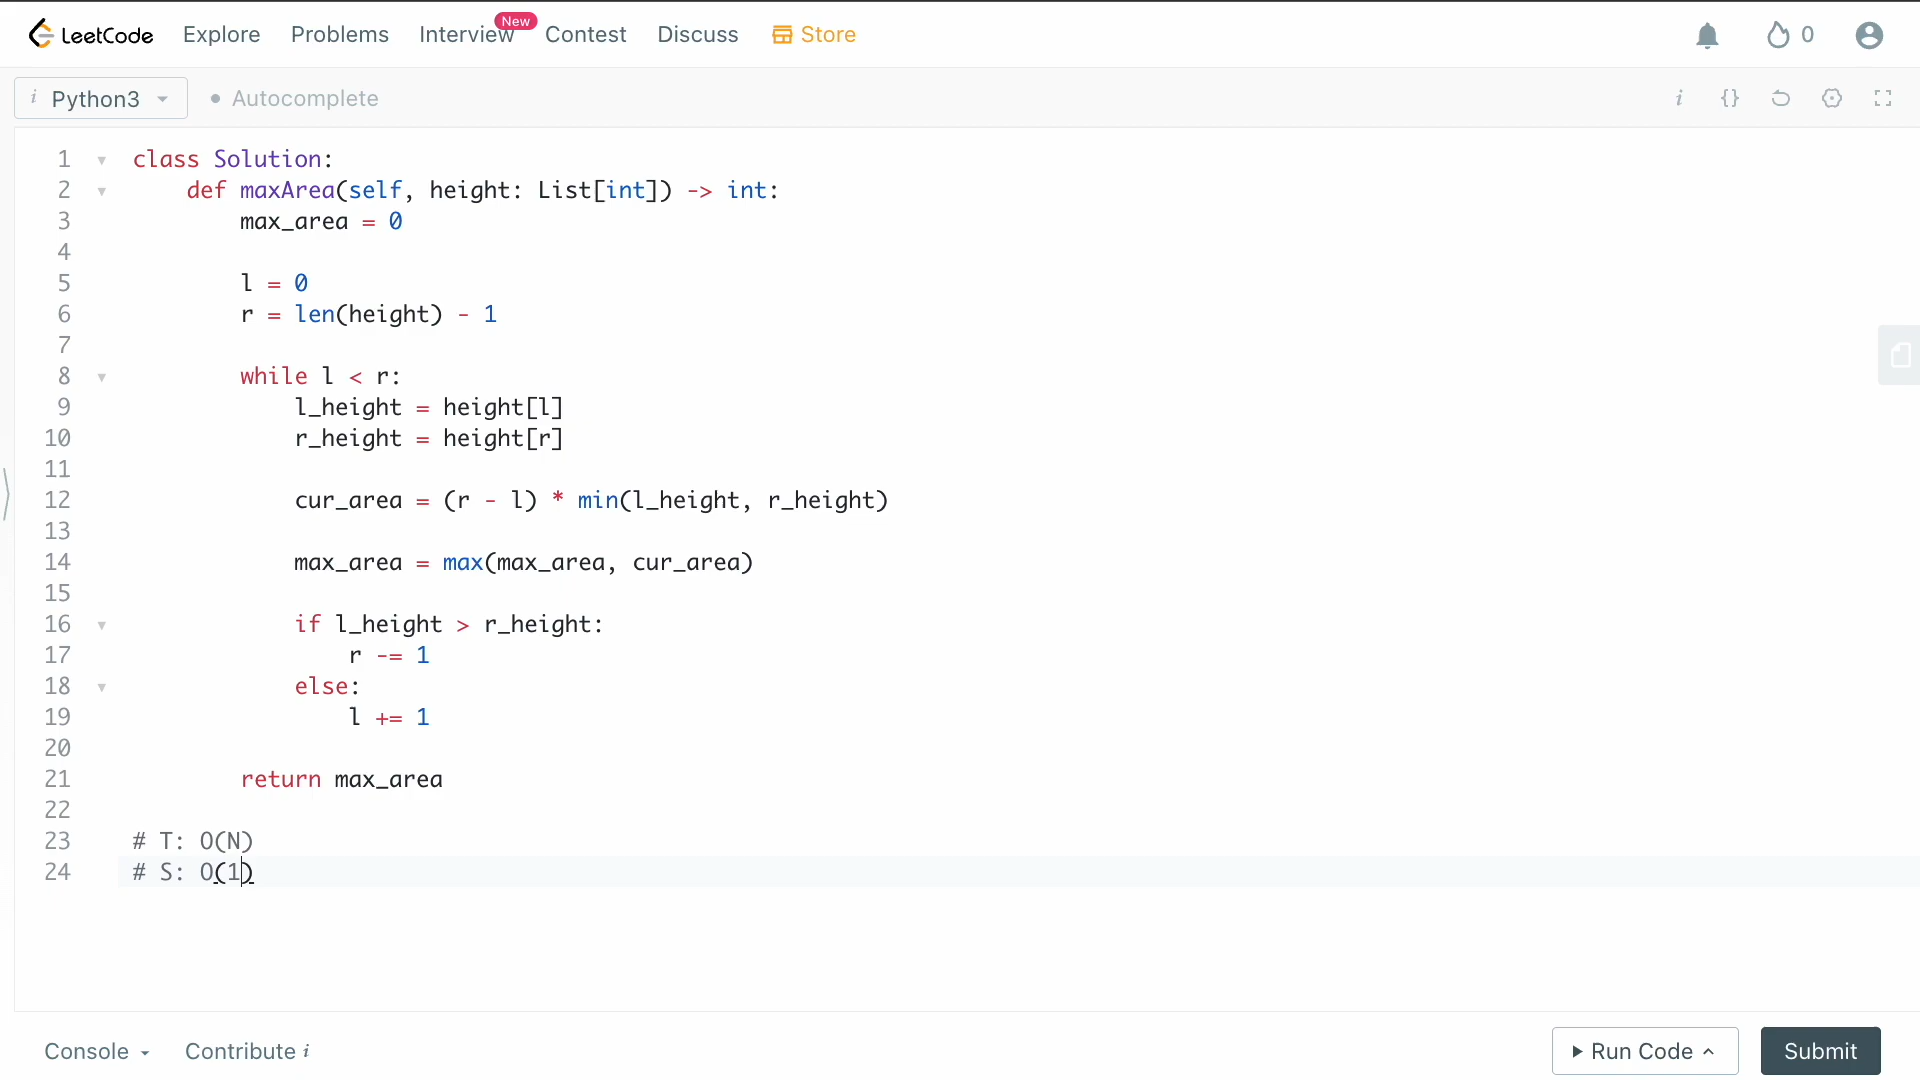 LeetCode Explore Problems Interview New Contest Discuss Store 0
i Python3 Autocomplete i {}
1 class Solution:
2     def maxArea(self, height: List[int]) -> int:
3         max_area = 0
4
5         l = 0
6         r = len(height) - 1
7
8         while l < r:
9             l_height = height[l]
10             r_height = height[r]
11
12             cur_area = (r - l) * min(l_height, r_height)
13
14             max_area = max(max_area, cur_area)
15
16             if l_height > r_height:
17                 r -= 1
18             else:
19                 l += 1
20
21         return max_area
22
23 # T: O(N)
24 # S: O(1)
Console Contribute i Run Code Submit